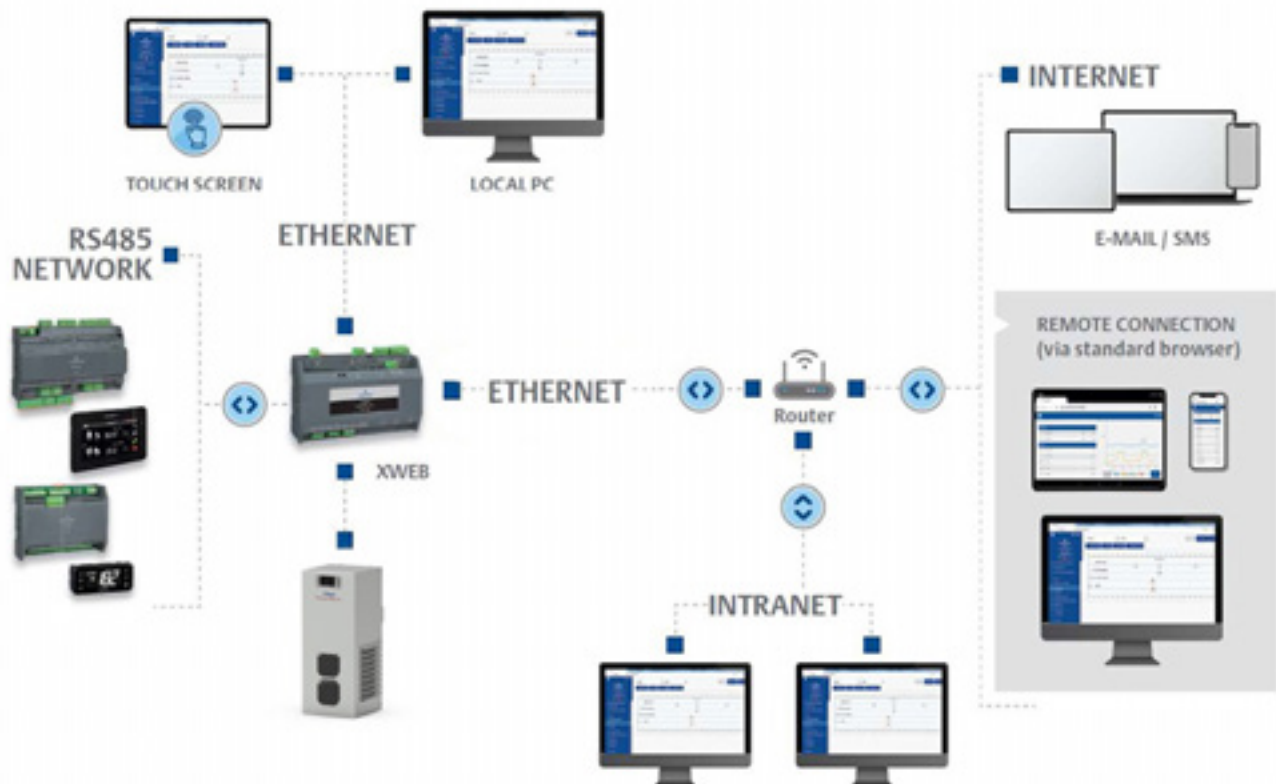 TOUCH SCREEN
LOCAL PC
INTERNET
E-MAIL / SMS
RS485
NETWORK
ETHERNET
REMOTE CONNECTION
(via standard browser)
ETHERNET
Router
XWEB
INTRANET